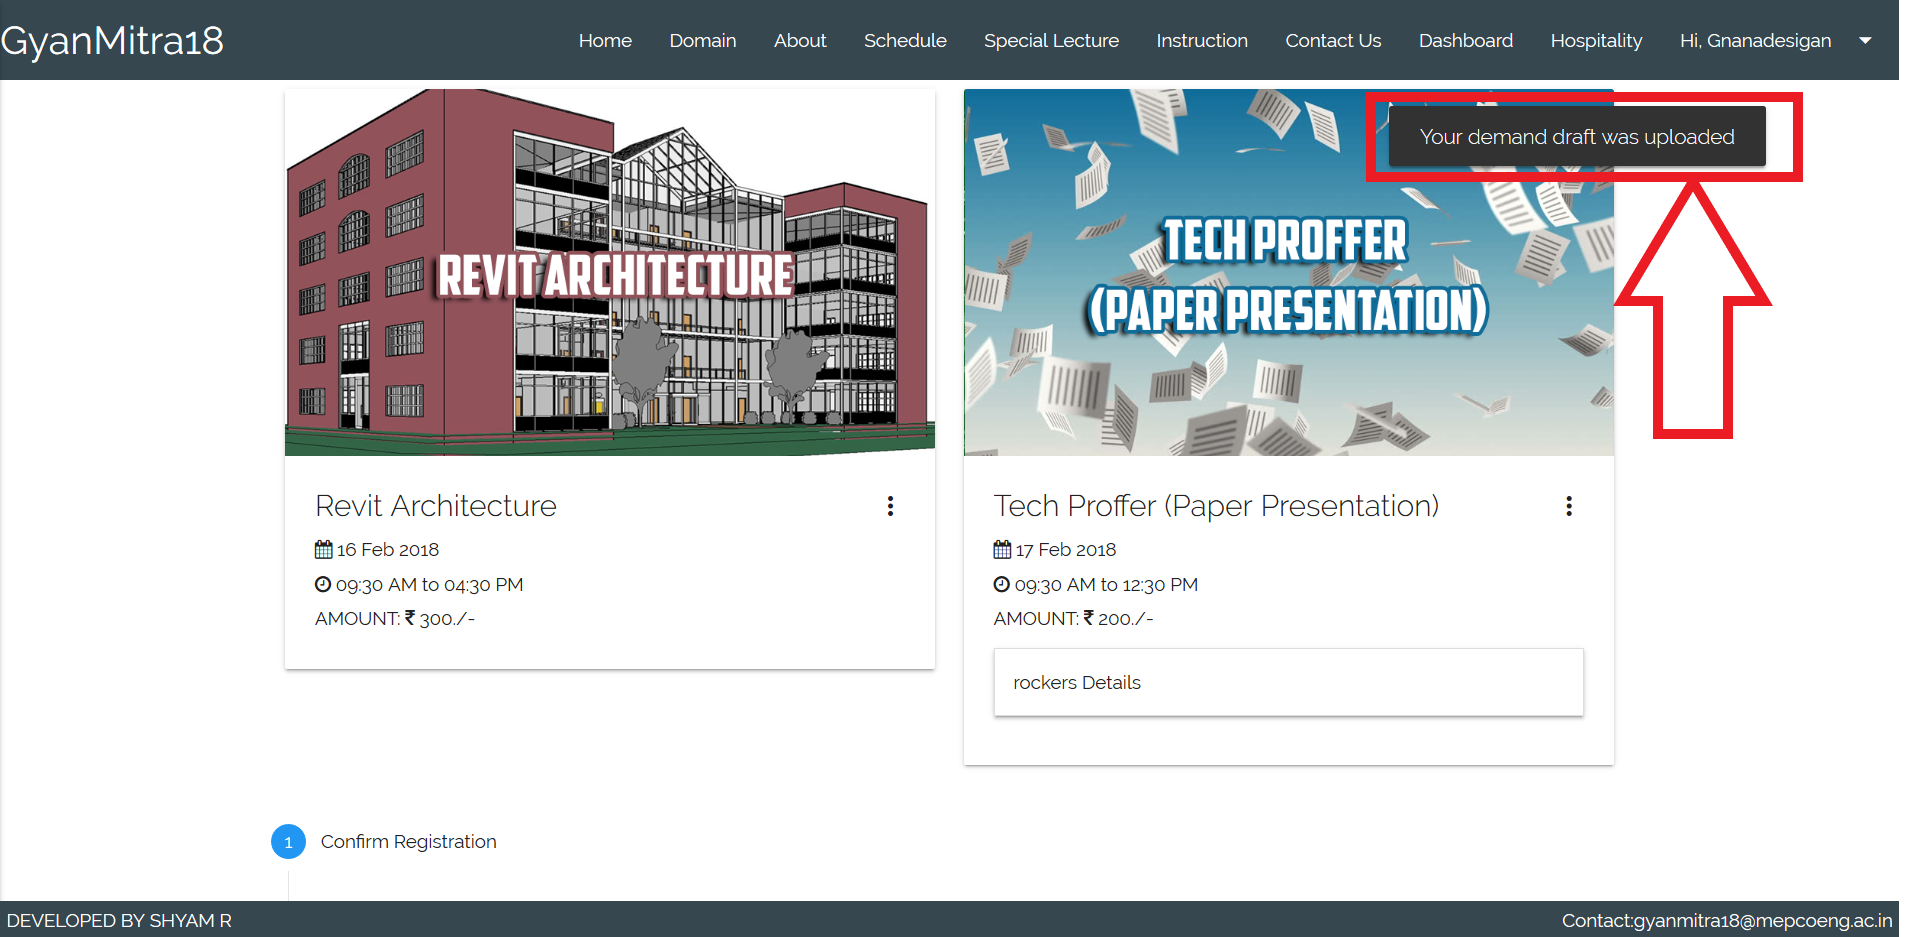 GyanMitra18
Home Domain About Schedule Special Lecture Instruction Contact Us Dashboard Hospitality Hi, Gnanadesigan
Your demand draft was uploaded
REVIT ARCHITECTURE
TECH PROFFER
(PAPER PRESENTATION)
Revit Architecture
16 Feb 2018
09:30 AM to 04:30 PM
AMOUNT: ₹ 300./-
Tech Proffer (Paper Presentation)
17 Feb 2018
09:30 AM to 12:30 PM
AMOUNT: ₹ 200./-
rockers Details
1 Confirm Registration
DEVELOPED BY SHYAM R
Contact:gyanmitra18@mepcoeng.ac.in